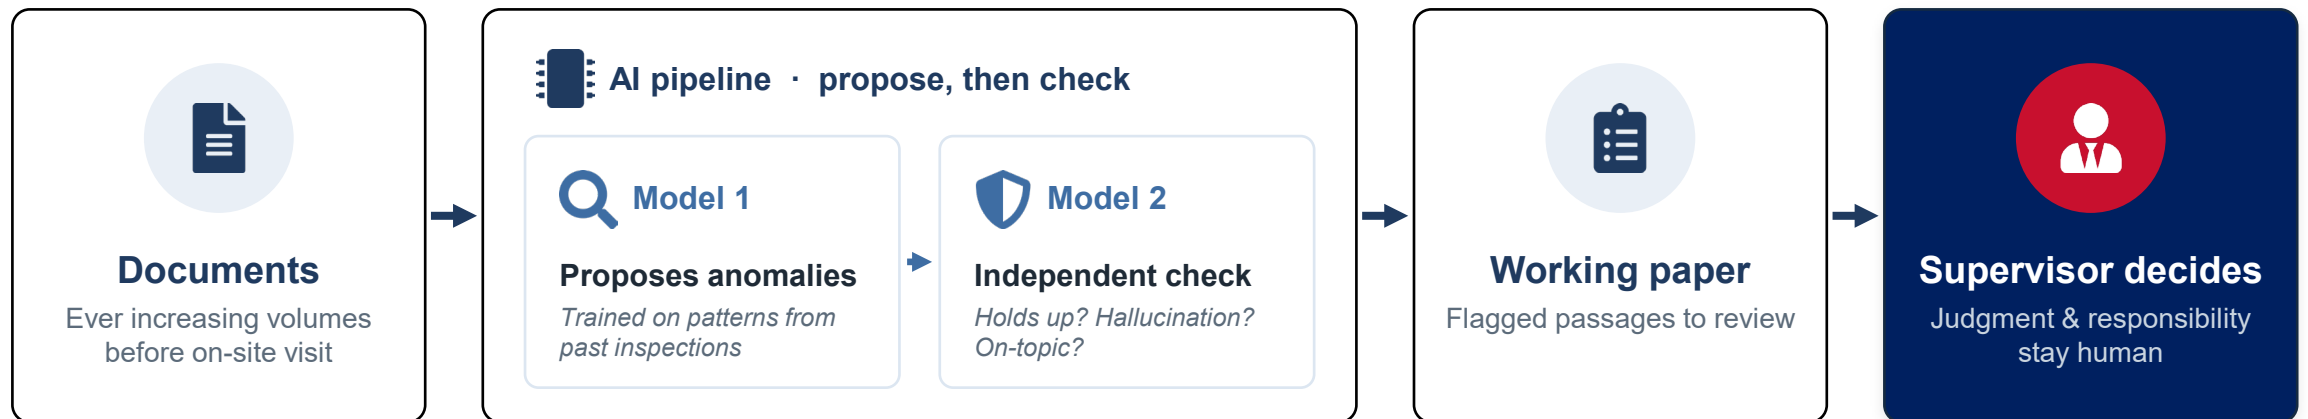 Documents
Ever increasing volumes
before on-site visit
AI pipeline · propose, then check
Model 1
Proposes anomalies
Trained on patterns from
past inspections
Model 2
Independent check
Holds up? Hallucination?
On-topic?
Working paper
Flagged passages to review
Supervisor decides
Judgment & responsibility
stay human